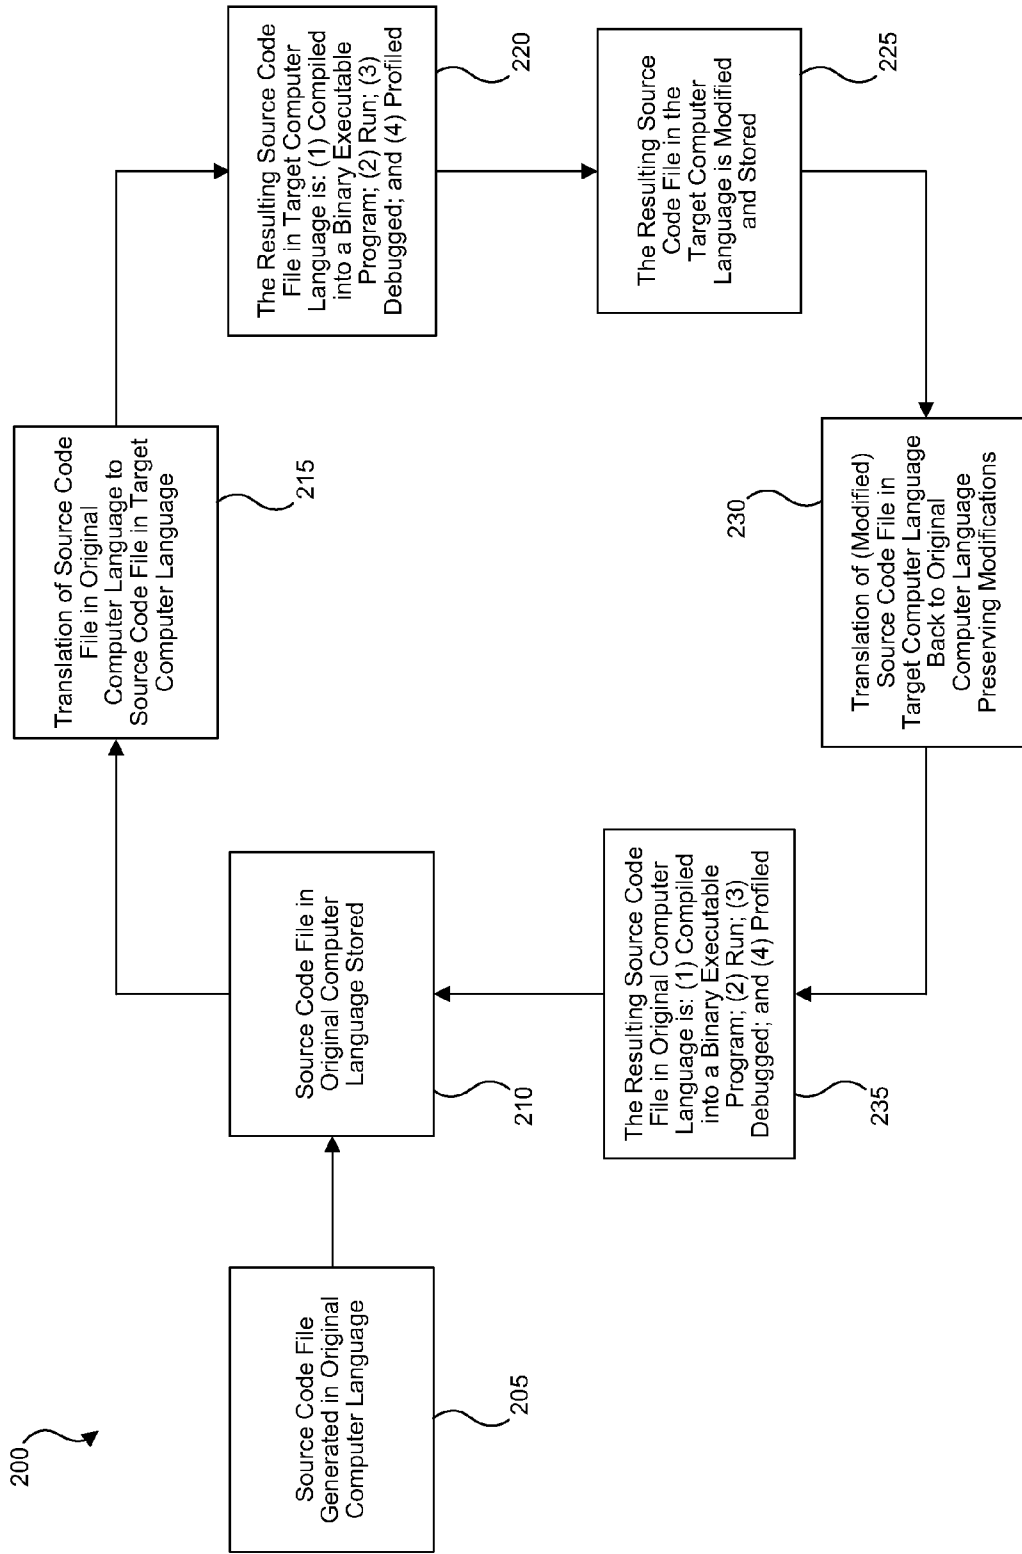 200
Source Code File
Generated in Original
Computer Language
205
Source Code File in
Original Computer
Language Stored
210
Translation of Source Code
File in Original
Computer Language to
Source Code File in Target
Computer Language
215
The Resulting Source Code
File in Target Computer
Language is: (1) Compiled
into a Binary Executable
Program; (2) Run; (3)
Debugged; and (4) Profiled
220
The Resulting Source
Code File in the
Target Computer
Language is Modified
and Stored
225
230
Translation of (Modified)
Source Code File in
Target Computer Language
Back to Original
Computer Language
Preserving Modifications
The Resulting Source Code
File in Original Computer
Language is: (1) Compiled
into a Binary Executable
Program; (2) Run; (3)
Debugged; and (4) Profiled
235